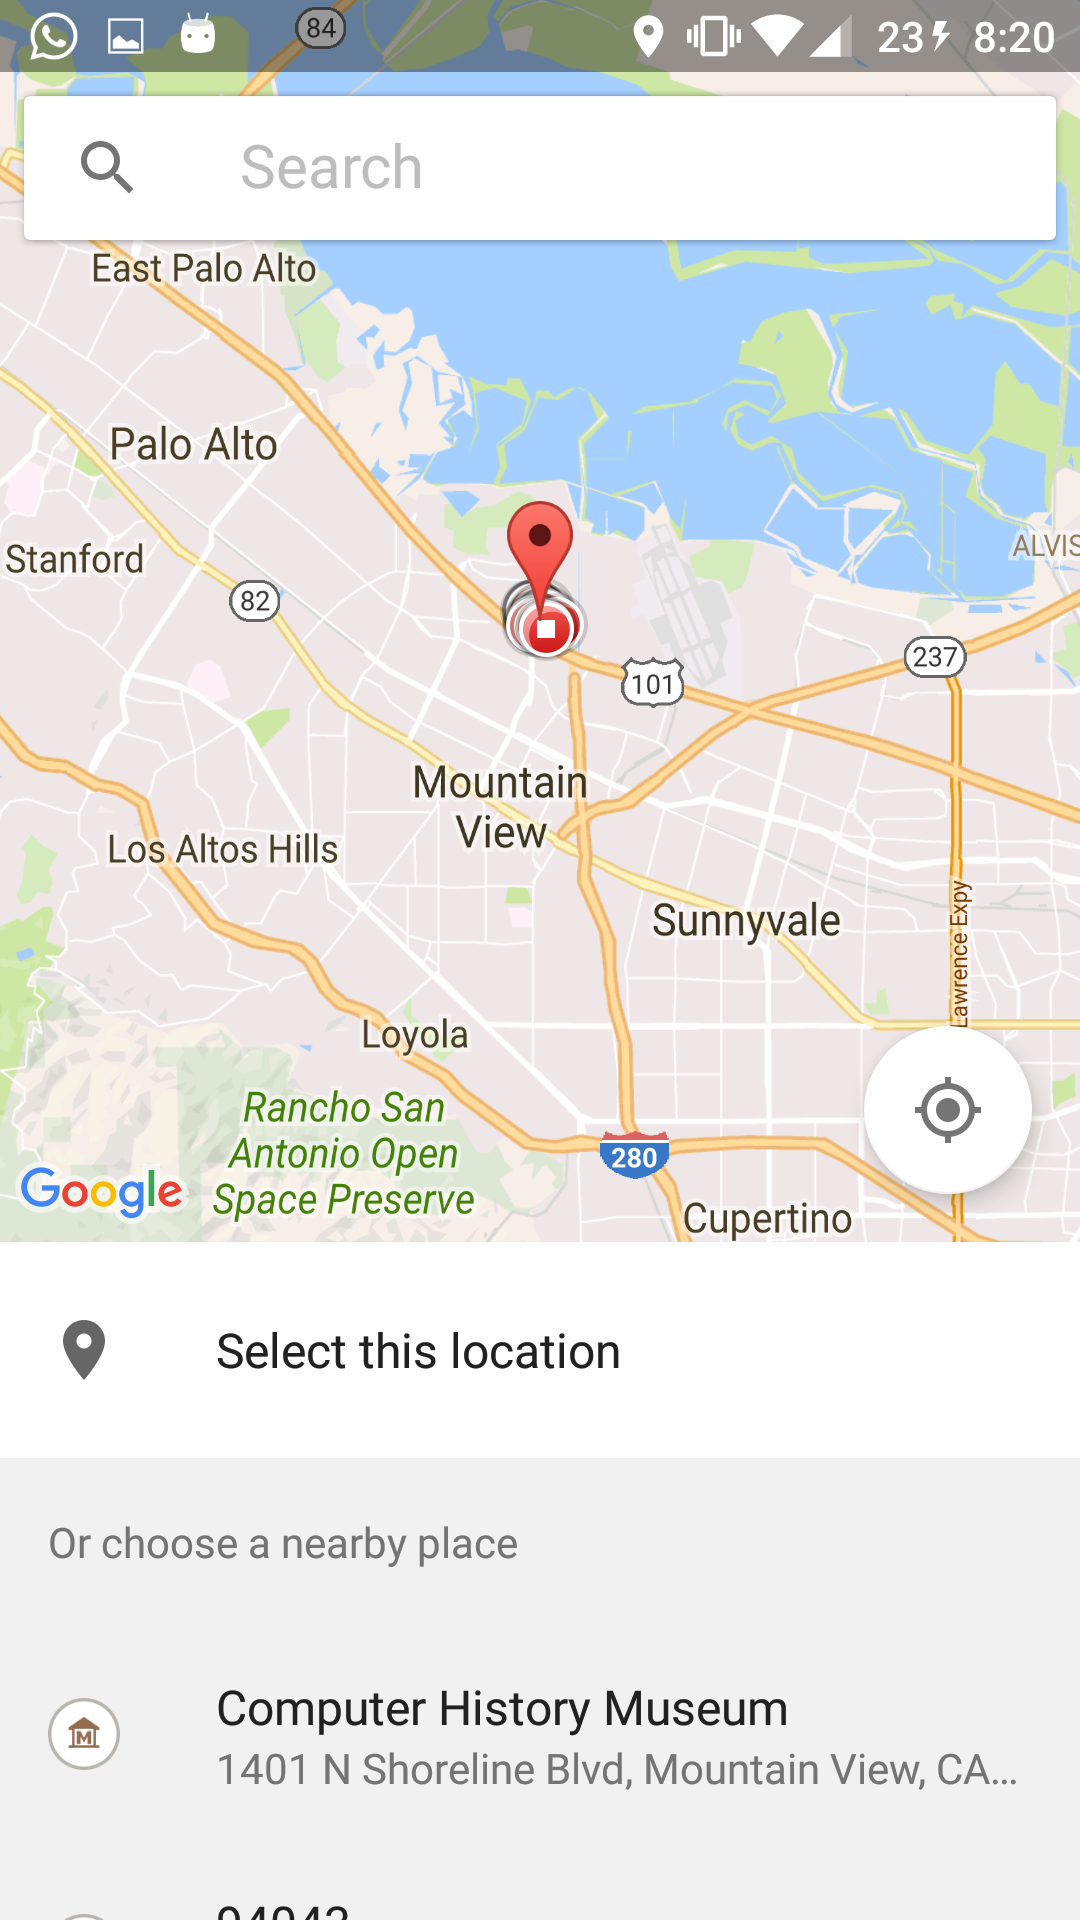 84
23
8:20
Search
East Palo Alto
Palo Alto
Stanford
ALVIS
82
237
101
Mountain
View
Los Altos Hills
Sunnyvale
Lawrence Expy
Loyola
Rancho San
Antonio Open
Space Preserve
280
Google
Cupertino
Select this location
Or choose a nearby place
M
Computer History Museum
1401 N Shoreline Blvd, Mountain View, CA...
94043